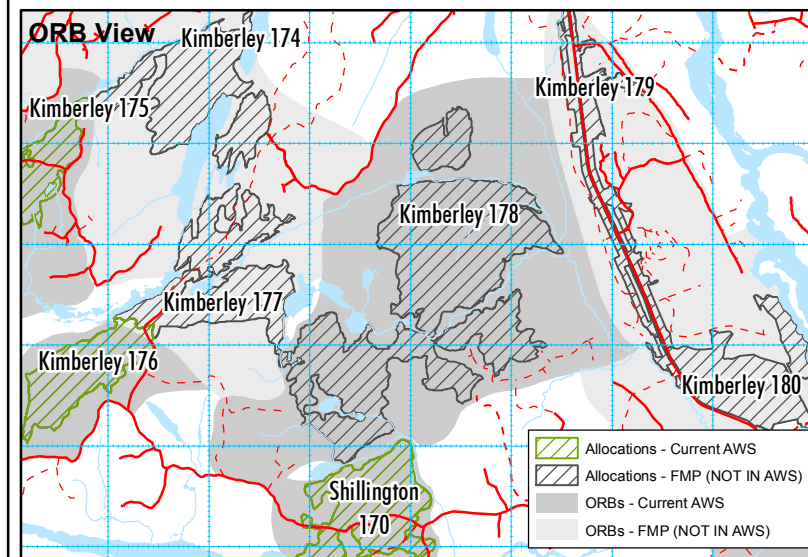 ORB View
Kimberley 174
Kimberley 175
Kimberley 179
Kimberley 178
Kimberley 177
Kimberley 176
Kimberley 180
Shillington
170
Allocations - Current AWS
Allocations - FMP (NOT IN AWS)
ORBs - Current AWS
ORBs - FMP (NOT IN AWS)